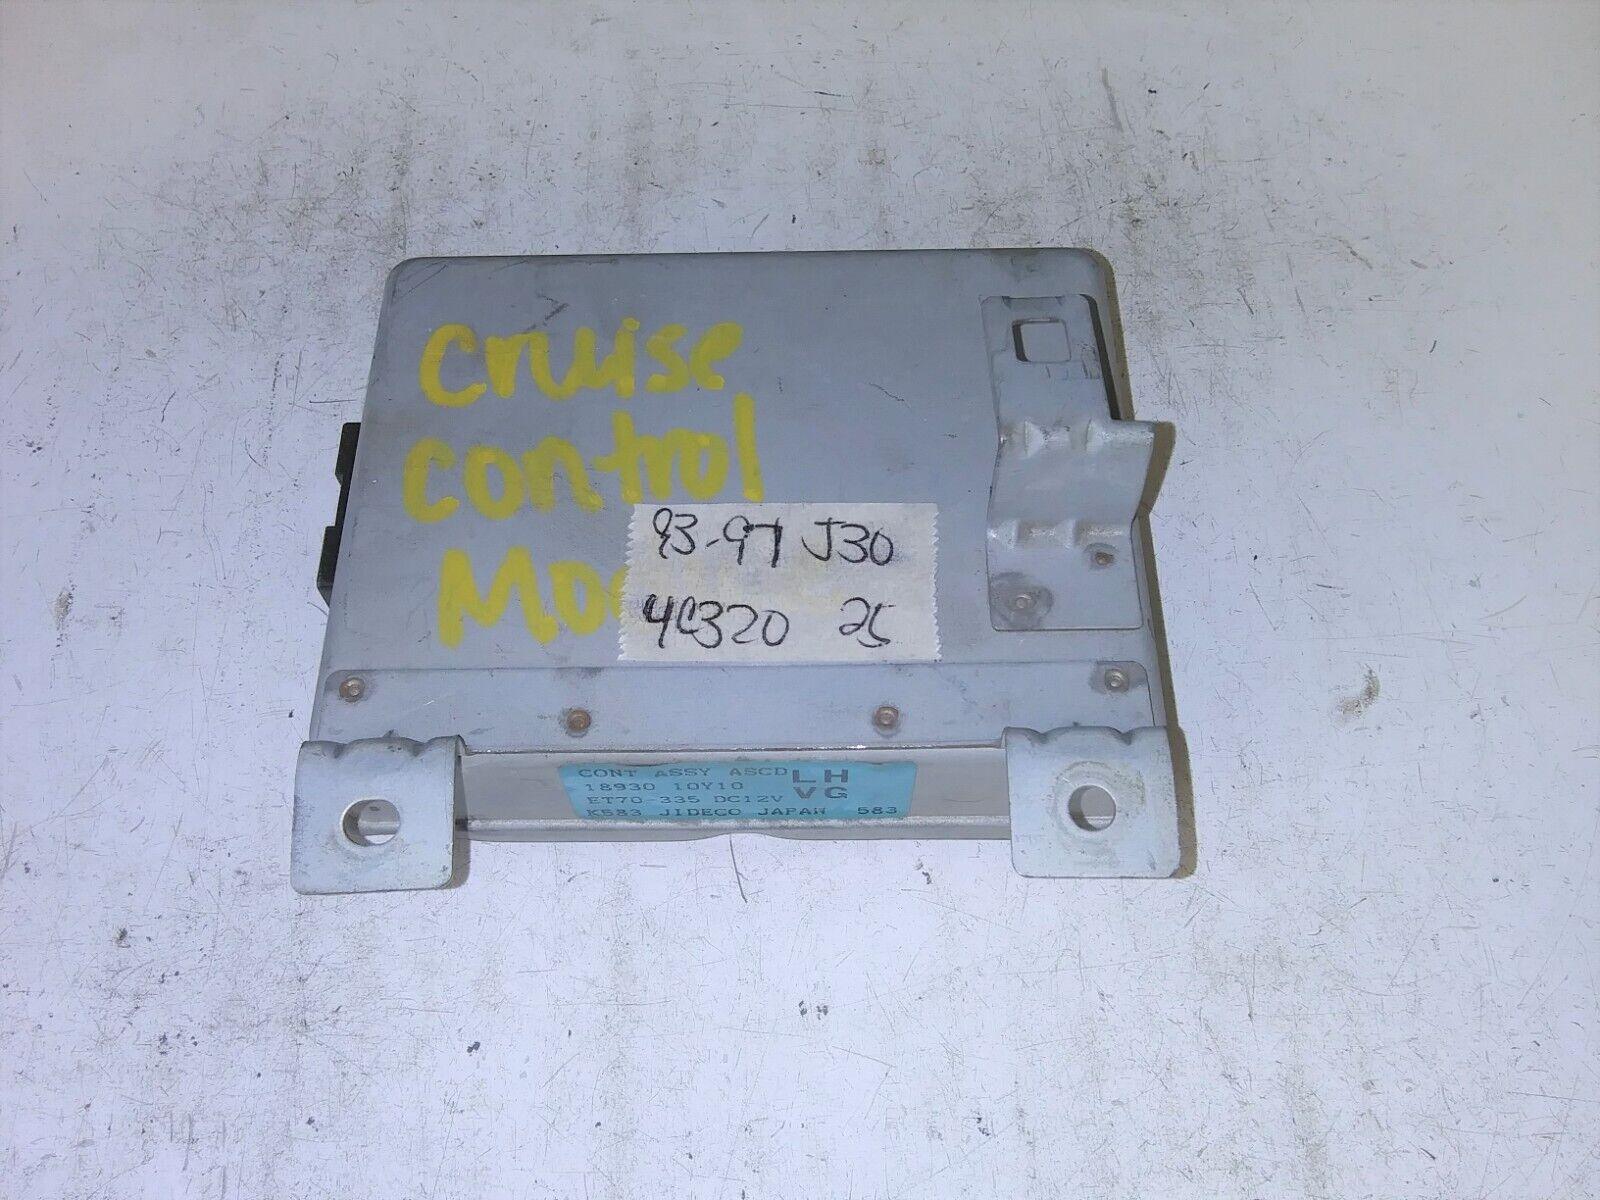 Cruise
control
Mo
93-97 J30
4C320 25
CONT ASSY ASCD LH
18930 10Y10 VG
ET70-335 DC12V
K583 JIDECO JAPAN 583